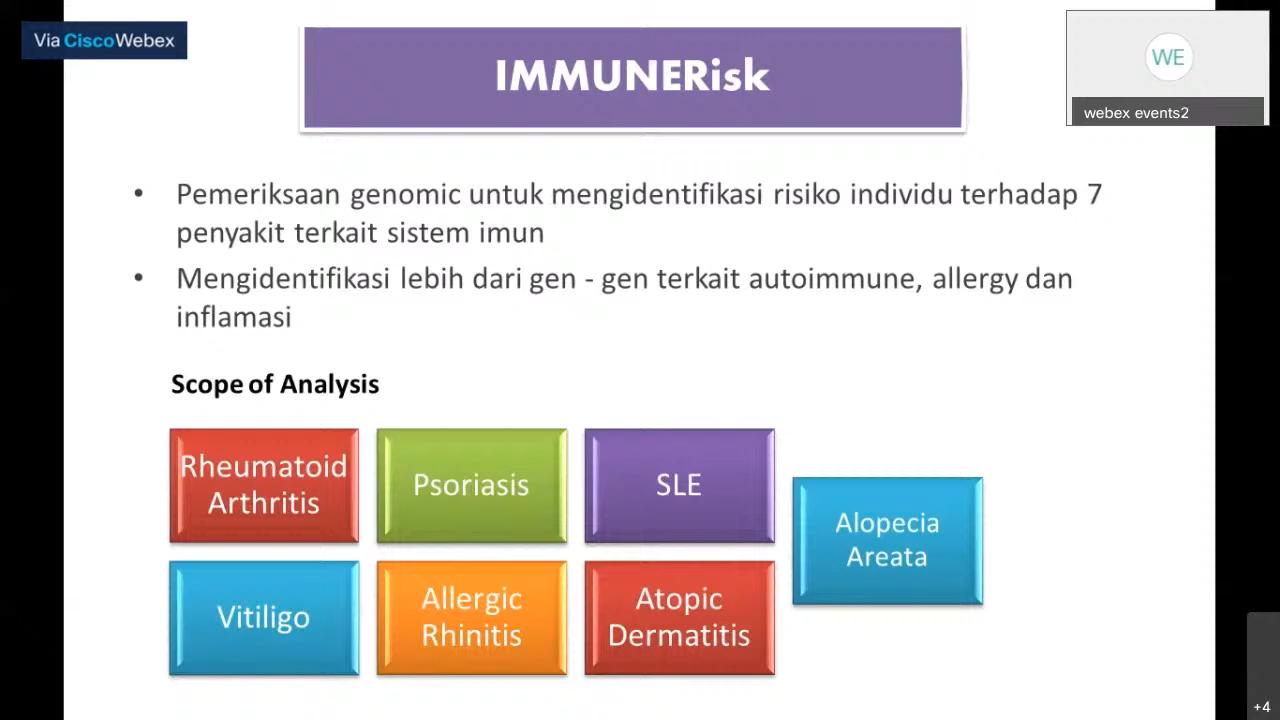 Via CiscoWebex
IMMUNERisk
WE
webex events2
• Pemeriksaan genomic untuk mengidentifikasi risiko individu terhadap 7
penyakit terkait sistem imun
• Mengidentifikasi lebih dari gen - gen terkait autoimmune, allergy dan
inflamasi
Scope of Analysis
Rheumatoid
Arthritis
Psoriasis
SLE
Alopecia
Areata
Vitiligo
Allergic
Rhinitis
Atopic
Dermatitis
+4